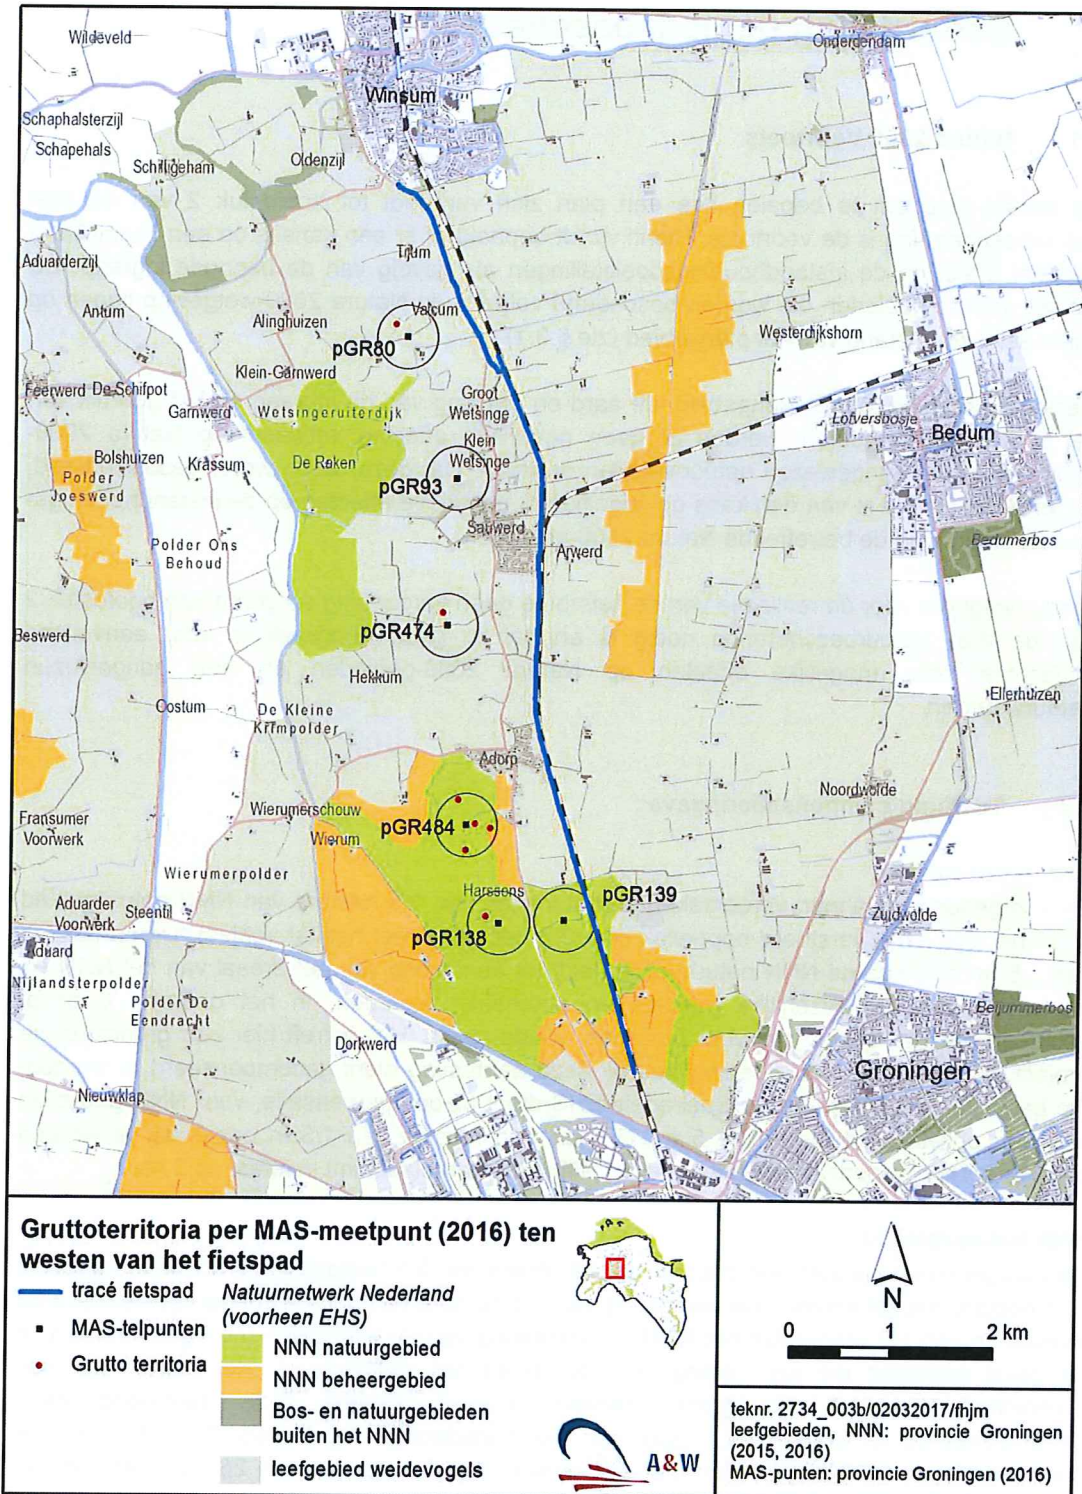 Wildeveld
Onderdendam
Winsum
Schaphalsterzijl
Schapehals
Schilligeham
Oldenzijl
Aduarderzijl
Trijum
Antum
Alinghuizen
Valcum
pGR80
Westerdijkshorn
Klein-Garnwerd
Feerwerd
De Schifpot
Groot
Wetsinge
Garnwerd
Wetsingeruiterdijk
Klein
Wetsinge
Lofversbosje
Bedum
Bolshuizen
Krassum
De Raken
Polder
Joeswerd
pGR93
Sauwerd
Polder Ons
Behoud
Arwerd
Bedumerbos
Beswerd
pGR474
Hekkum
Oostum
De Kleine
Krimpolder
Ellerhuizen
Adorp
Noordwolde
Wierumerschouw
Fransumer
Voorwerk
pGR484
Wierum
Wierumerpolder
Harssens
pGR139
Aduarder
Voorwerk
Steentil
Zuidwolde
pGR138
Aduard
Nijlandsterpolder
Polder De
Eendracht
Beijummerbos
Dorkwerd
Groningen
Nieuwklap
Gruttoterritoria per MAS-meetpunt (2016) ten
westen van het fietspad
tracé fietspad
MAS-telpunten
Grutto territoria
Natuurnetwerk Nederland
(voorheen EHS)
NNN natuurgebied
NNN beheergebied
Bos- en natuurgebieden
buiten het NNN
leefgebied weidevogels
A&W
N
0 1 2 km
teknr. 2734_003b/02032017/fhjm
leefgebieden, NNN: provincie Groningen
(2015, 2016)
MAS-punten: provincie Groningen (2016)